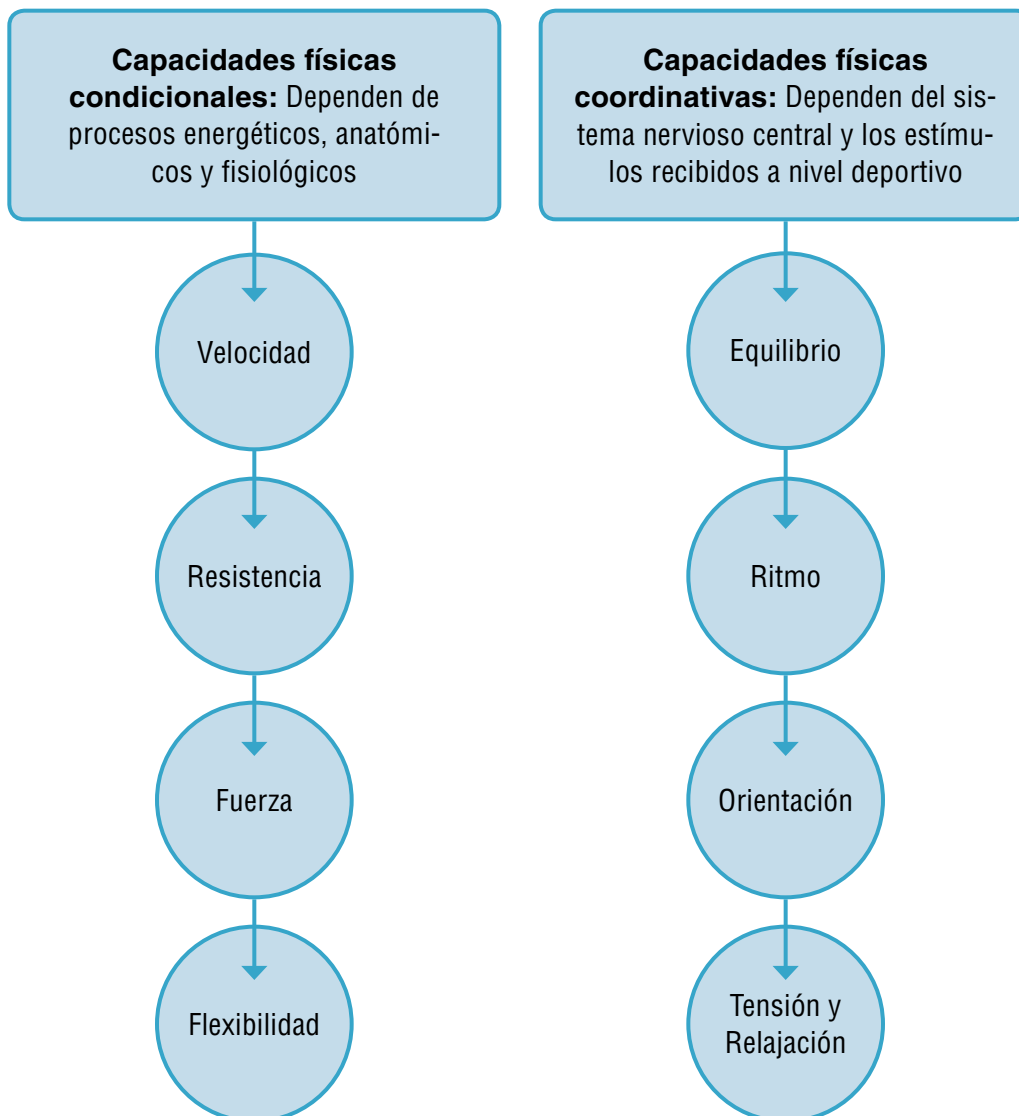 Capacidades físicas
condicionales: Dependen de
procesos energéticos, anatómi-
cos y fisiológicos
Velocidad
Resistencia
Fuerza
Flexibilidad
Capacidades físicas
coordinativas: Dependen del sis-
tema nervioso central y los estímu-
los recibidos a nivel deportivo
Equilibrio
Ritmo
Orientación
Tensión y
Relajación